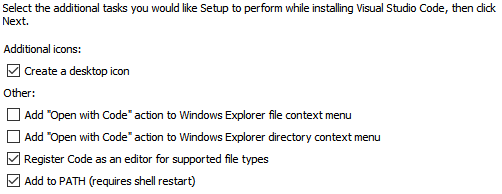 Select the additional tasks you would like Setup to perform while installing Visual Studio Code, then click
Next.
Additional icons:
Create a desktop icon
Other:
Add "Open with Code" action to Windows Explorer file context menu
Add "Open with Code" action to Windows Explorer directory context menu
Register Code as an editor for supported file types
Add to PATH (requires shell restart)